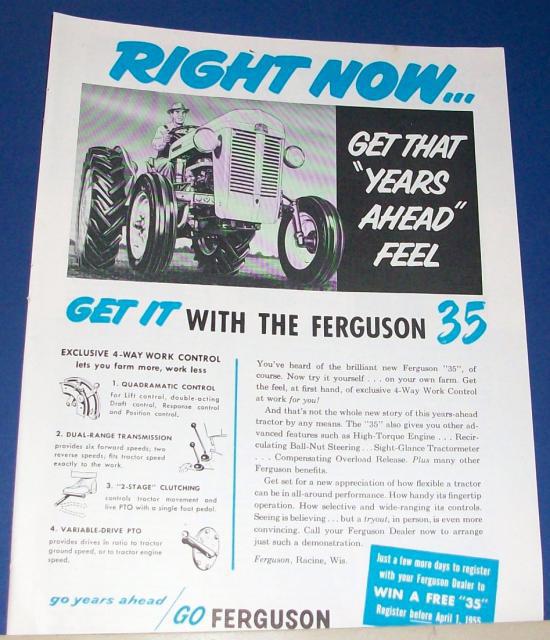 RIGHT NOW...
GET THAT
"YEARS
AHEAD"
FEEL
GET IT WITH THE FERGUSON 35
EXCLUSIVE 4-WAY WORK CONTROL
lets you farm more, work less
1. QUADRAMATIC CONTROL
for Lift control, double-acting
Draft control, Response control
and Position control.
2. DUAL-RANGE TRANSMISSION
provides six forward speeds; two
reverse speeds; fits tractor speed
exactly to the work.
3. "2-STAGE" CLUTCHING
controls tractor movement and
live PTO with a single foot pedal.
4. VARIABLE-DRIVE PTO
provides drives in ratio to tractor
ground speed, or to tractor engine
speed.
You've heard of the brilliant new Ferguson "35", of
course. Now try it yourself . . . on your own farm. Get
the feel, at first hand, of exclusive 4-Way Work Control
at work for you!
And that's not the whole new story of this years-ahead
tractor by any means. The "35" also gives you other ad-
vanced features such as High-Torque Engine . . . Recir-
culating Ball-Nut Steering . . . Sight-Glance Tractormeter
. . . Compensating Overload Release. Plus many other
Ferguson benefits.
Get set for a new appreciation of how flexible a tractor
can be in all-around performance. How handy its fingertip
operation. How selective and wide-ranging its controls.
Seeing is believing . . . but a tryout, in person, is even more
convincing. Call your Ferguson Dealer now to arrange
just such a demonstration.
Ferguson, Racine, Wis.
Just a few more days to register
with your Ferguson Dealer to
WIN A FREE "35"
Register before April 1, 1955
go years ahead / GO FERGUSON